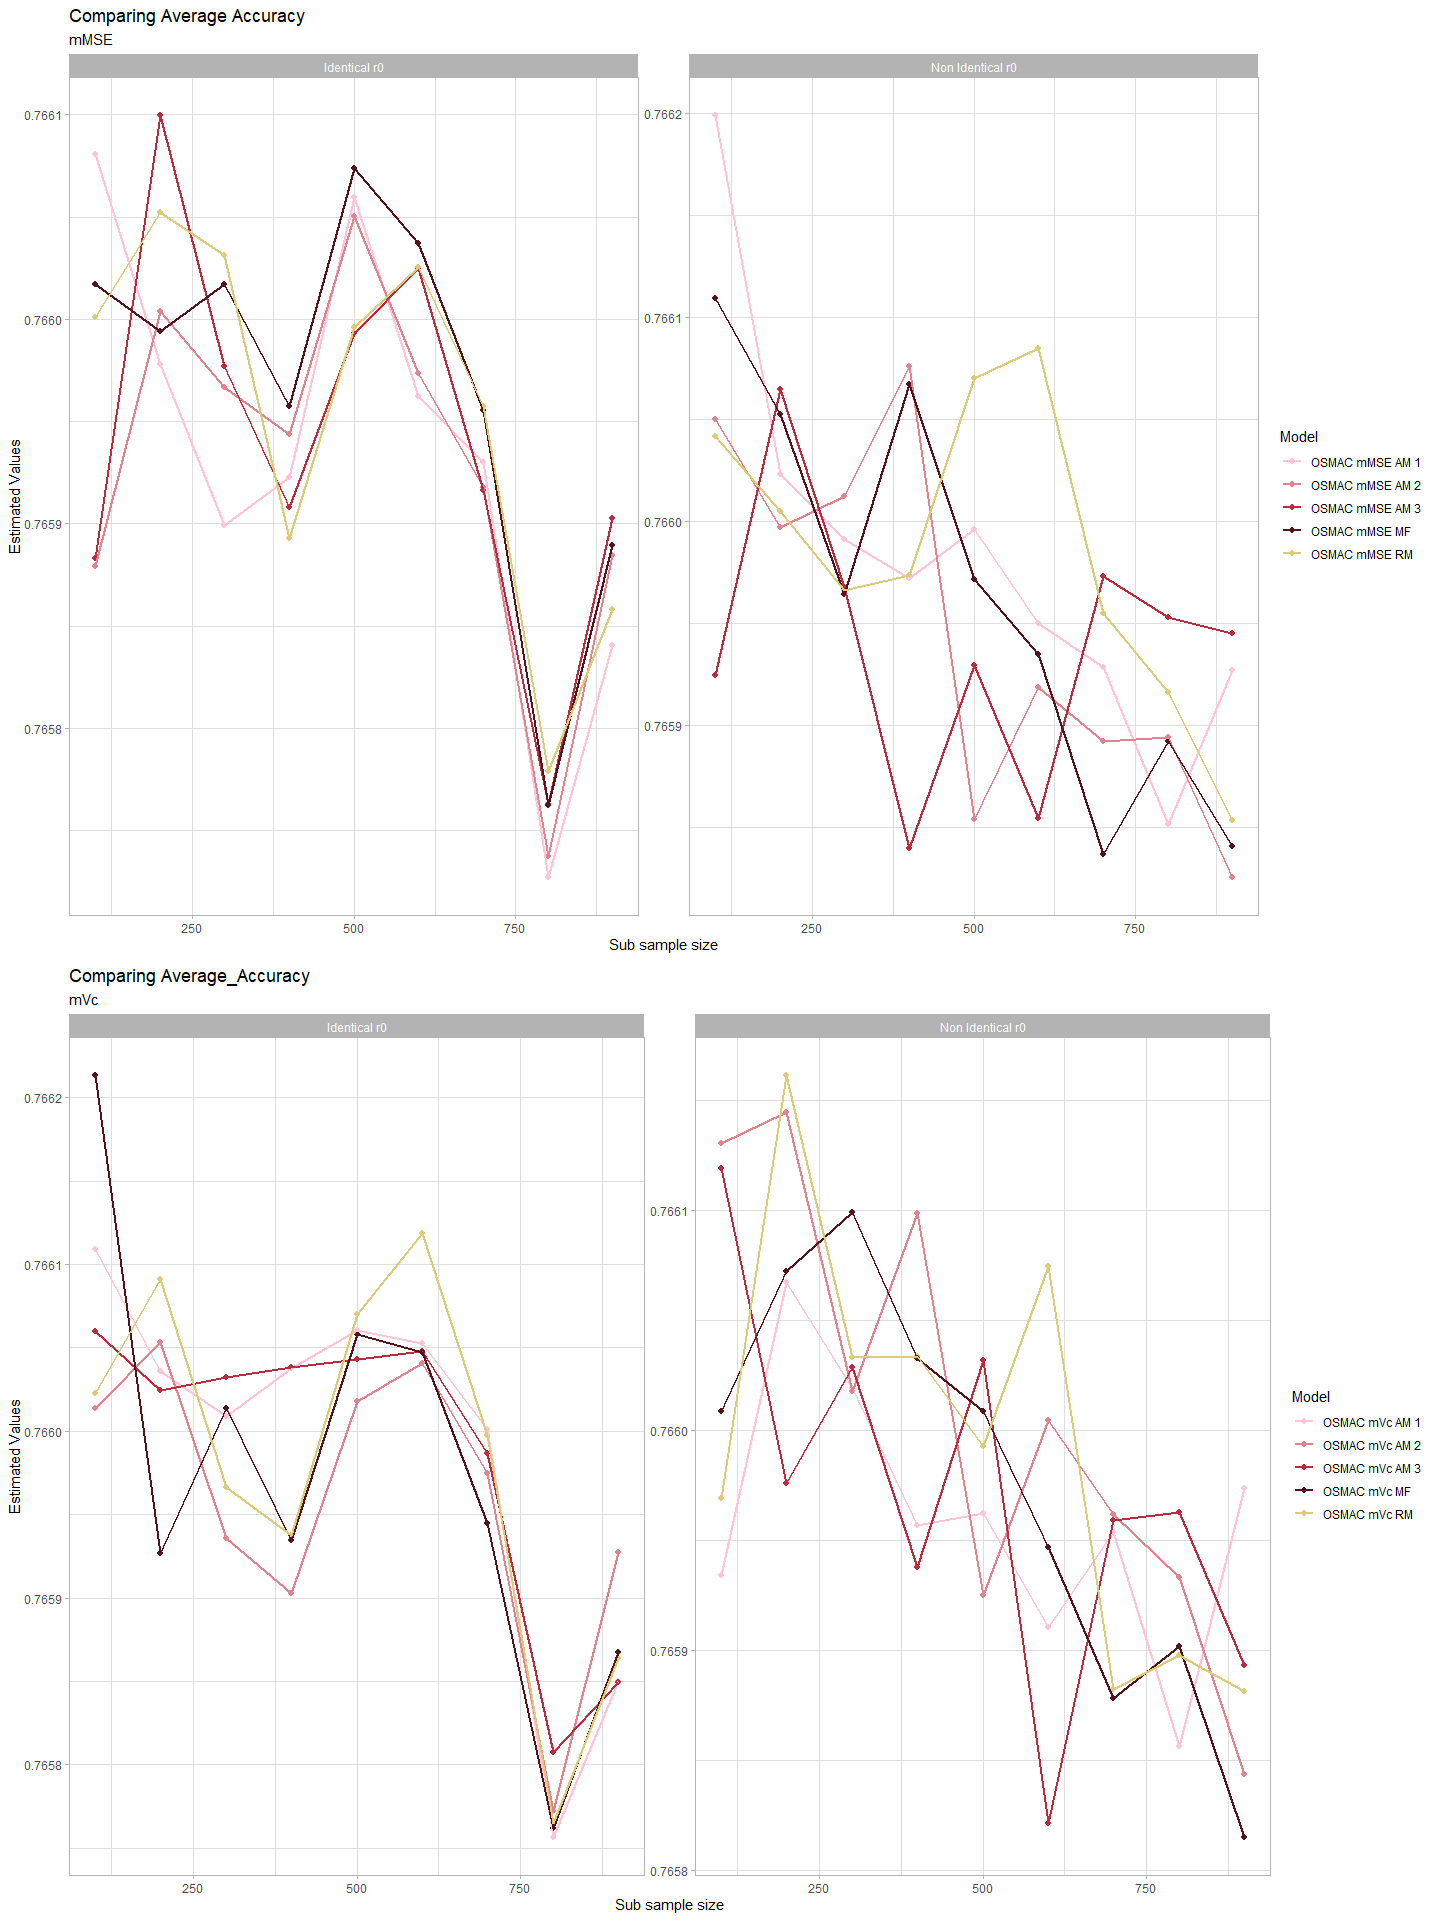 Comparing Average Accuracy
mMSE
Identical r0
Non Identical r0
0.7661
0.7660
0.7659
0.7658
0.7662
0.7661
0.7660
0.7659
Estimated Values
250
500
750
250
500
750
Sub sample size
Model
OSMAC mMSE AM 1
OSMAC mMSE AM 2
OSMAC mMSE AM 3
OSMAC mMSE MF
OSMAC mMSE RM
Comparing Average_Accuracy
mVc
Identical r0
Non Identical r0
0.7662
0.7661
0.7660
0.7659
0.7658
0.7661
0.7660
0.7659
0.7658
Estimated Values
250
500
750
250
500
750
Sub sample size
Model
OSMAC mVc AM 1
OSMAC mVc AM 2
OSMAC mVc AM 3
OSMAC mVc MF
OSMAC mVc RM